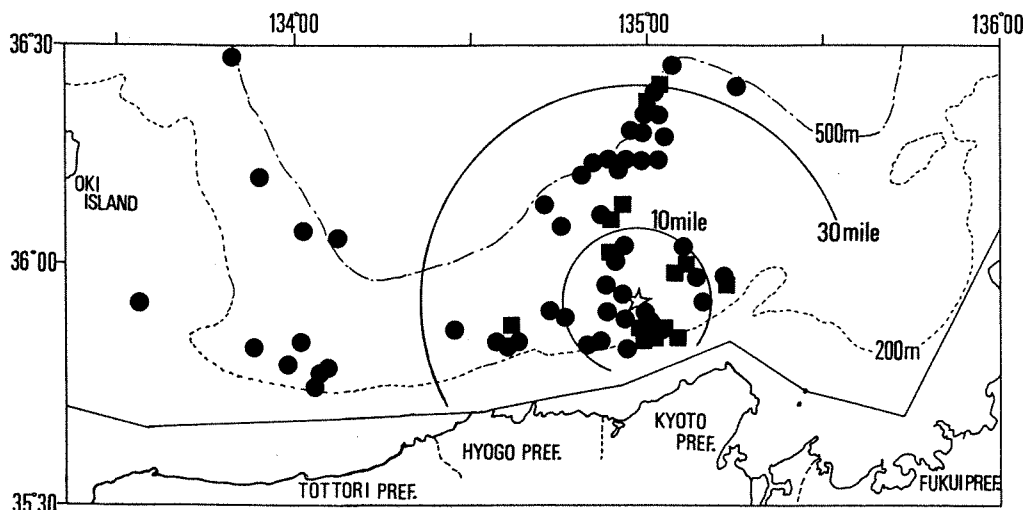 134°00 135°00 136°00
36°30
500m
OKI
ISLAND
10mile
30mile
36°00
200m
KYOTO
PREF.
HYOGO PREF.
TOTTORI PREF.
FUKUI PREF.
35°30